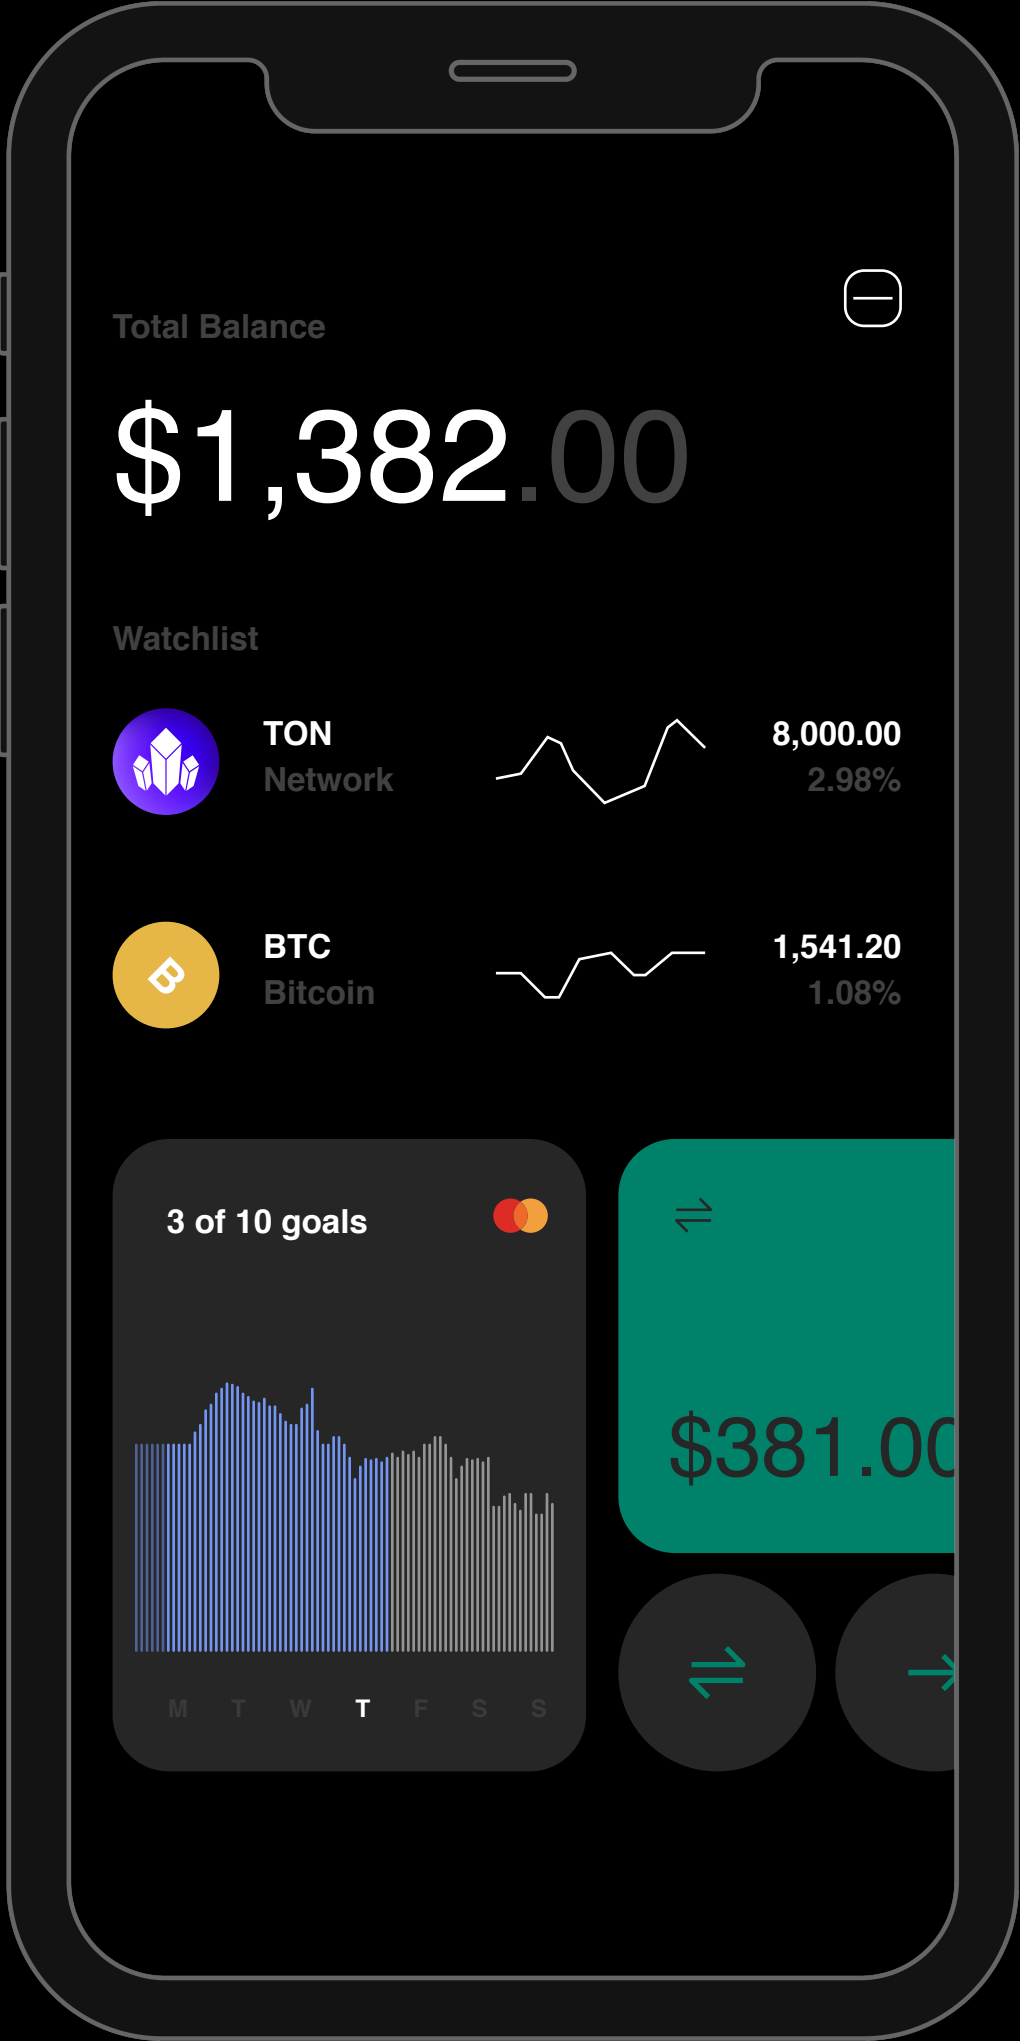 Total Balance
$1,382.00
Watchlist
TON
Network
8,000.00
2.98%
B
BTC
Bitcoin
1,541.20
1.08%
3 of 10 goals
$381.00
M T W T F S S